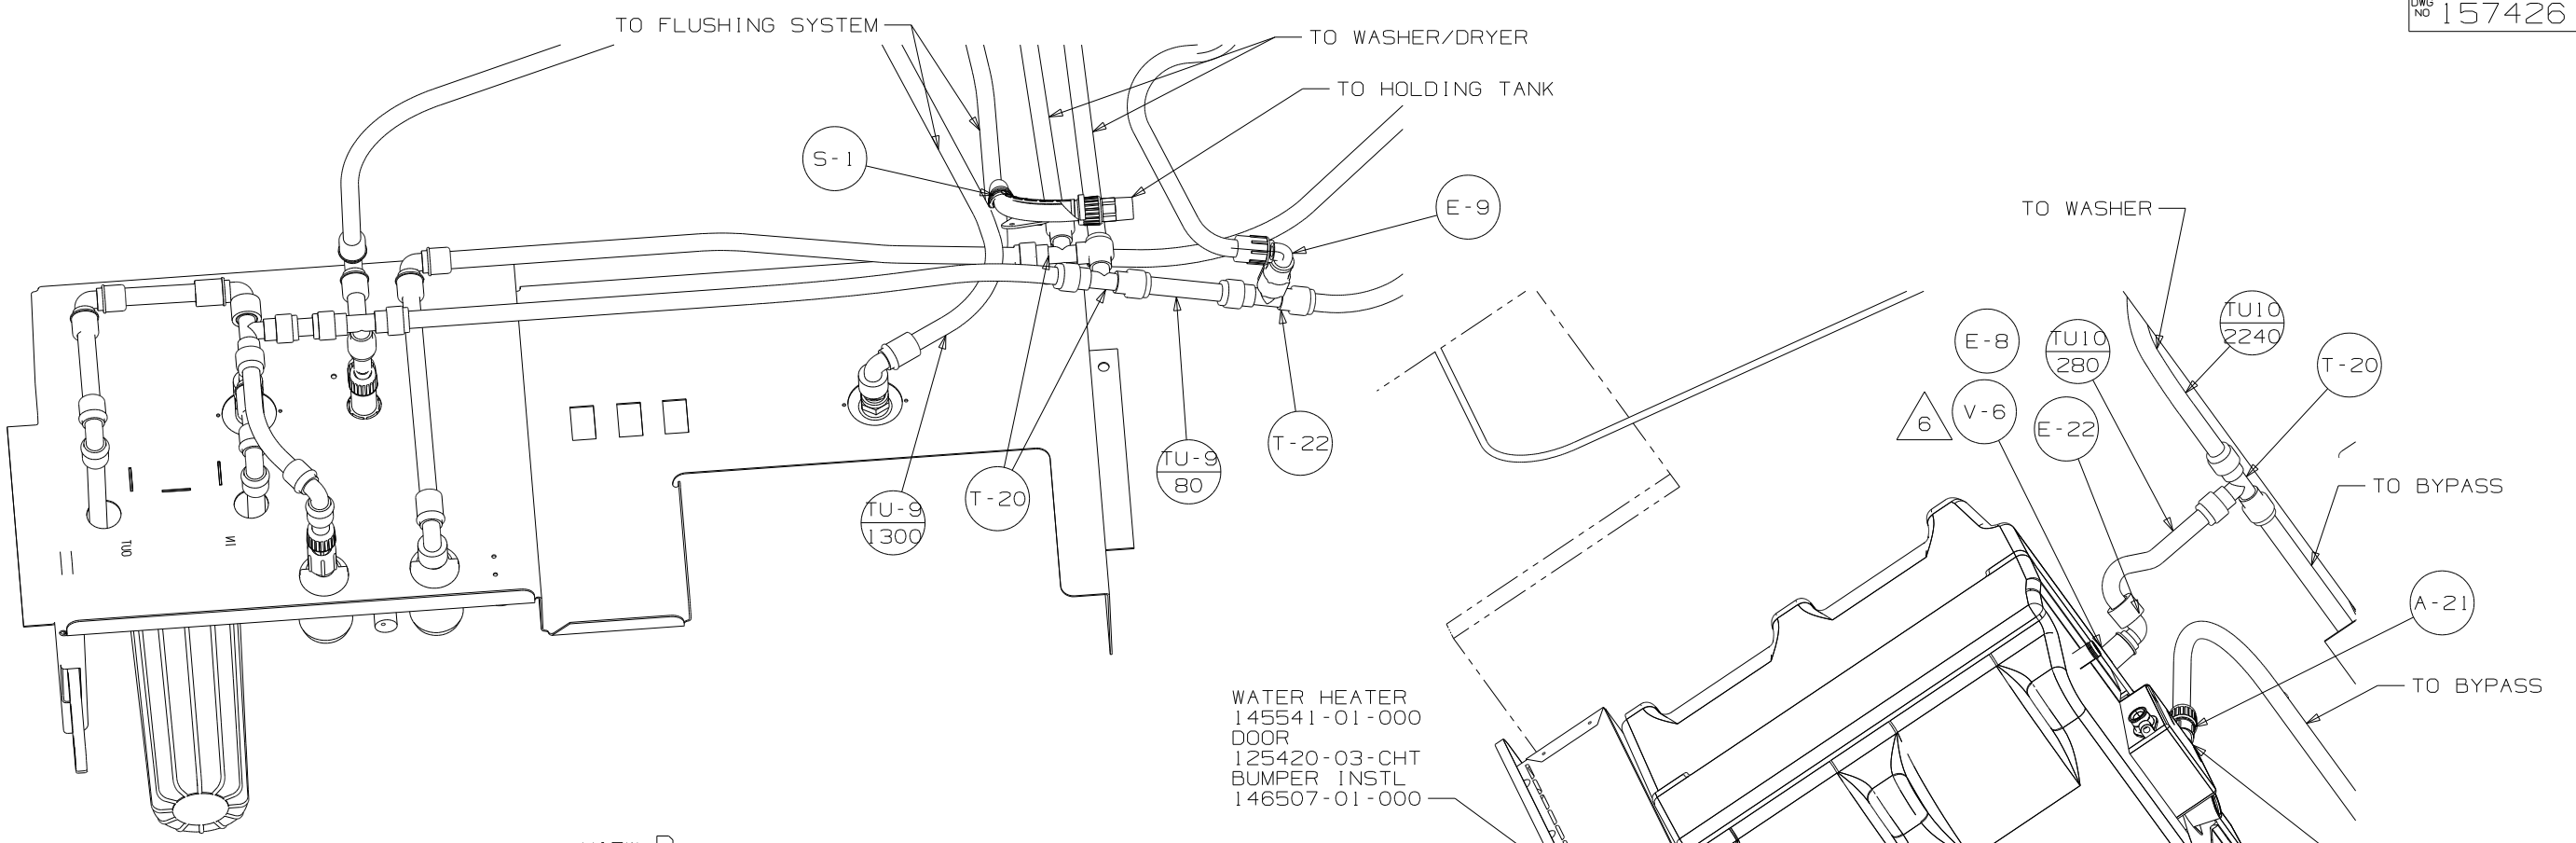 DWG
NO 157426
TO FLUSHING SYSTEM
TO WASHER/DRYER
TO HOLDING TANK
S-1
E-9
TO WASHER
TU10
2240
E-8
TU10
280
T-20
6
V-6
E-22
T-22
TU-9
80
T-20
TU-9
1300
TO BYPASS
OUT
IN
A-21
TO BYPASS
WATER HEATER
145541-01-000
DOOR
125420-03-CHT
BUMPER INSTL
146507-01-000